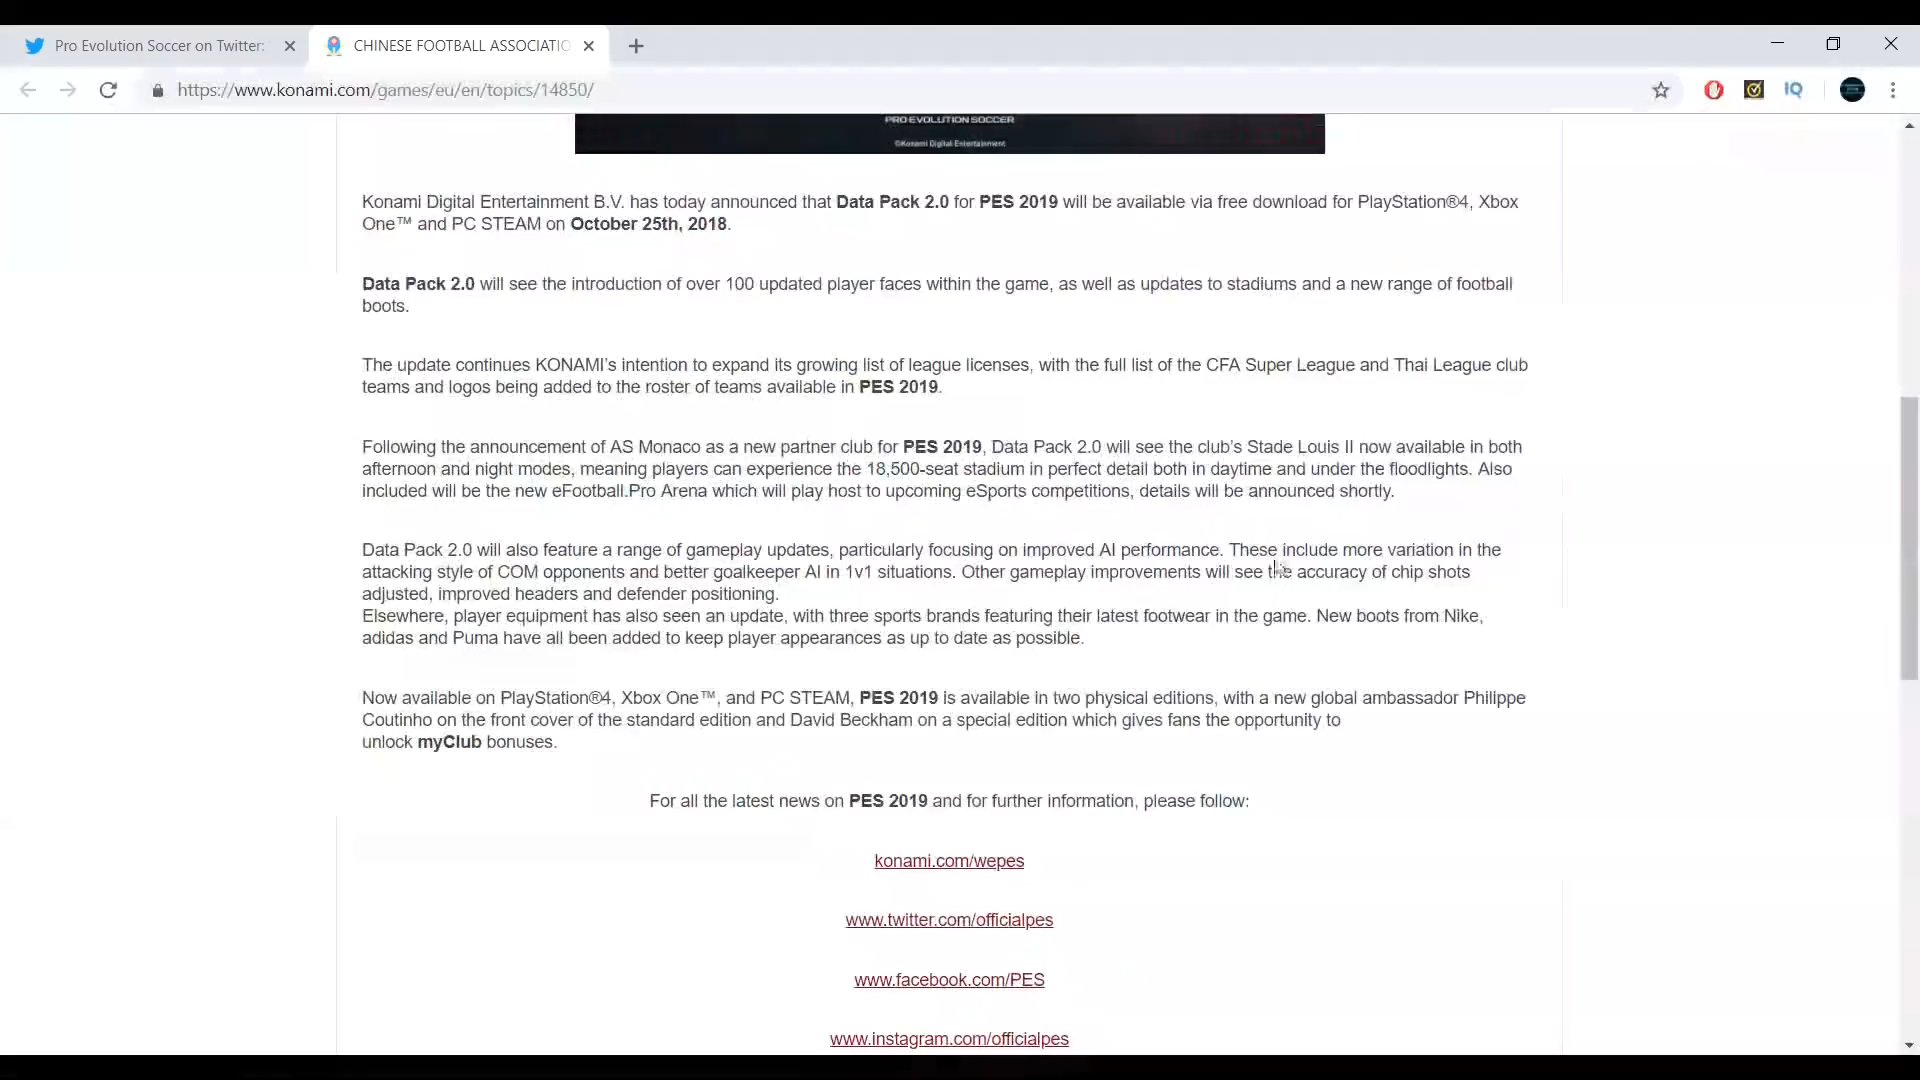 Pro Evolution Soccer on Twitter:
CHINESE FOOTBALL ASSOCIATIO
https://www.konami.com/games/eu/en/topics/14850/
IQ
PRO EVOLUTION SOCCER
©Konami Digital Entertainment
Konami Digital Entertainment B.V. has today announced that Data Pack 2.0 for PES 2019 will be available via free download for PlayStation®4, Xbox
One™ and PC STEAM on October 25th, 2018.
Data Pack 2.0 will see the introduction of over 100 updated player faces within the game, as well as updates to stadiums and a new range of football
boots.
The update continues KONAMI’s intention to expand its growing list of league licenses, with the full list of the CFA Super League and Thai League club
teams and logos being added to the roster of teams available in PES 2019.
Following the announcement of AS Monaco as a new partner club for PES 2019, Data Pack 2.0 will see the club’s Stade Louis II now available in both
afternoon and night modes, meaning players can experience the 18,500-seat stadium in perfect detail both in daytime and under the floodlights. Also
included will be the new eFootball.Pro Arena which will play host to upcoming eSports competitions, details will be announced shortly.
Data Pack 2.0 will also feature a range of gameplay updates, particularly focusing on improved AI performance. These include more variation in the
attacking style of COM opponents and better goalkeeper AI in 1v1 situations. Other gameplay improvements will see the accuracy of chip shots
adjusted, improved headers and defender positioning.
Elsewhere, player equipment has also seen an update, with three sports brands featuring their latest footwear in the game. New boots from Nike,
adidas and Puma have all been added to keep player appearances as up to date as possible.
Now available on PlayStation®4, Xbox One™, and PC STEAM, PES 2019 is available in two physical editions, with a new global ambassador Philippe
Coutinho on the front cover of the standard edition and David Beckham on a special edition which gives fans the opportunity to
unlock myClub bonuses.
For all the latest news on PES 2019 and for further information, please follow:
konami.com/wepes
www.twitter.com/officialpes
www.facebook.com/PES
www.instagram.com/officialpes